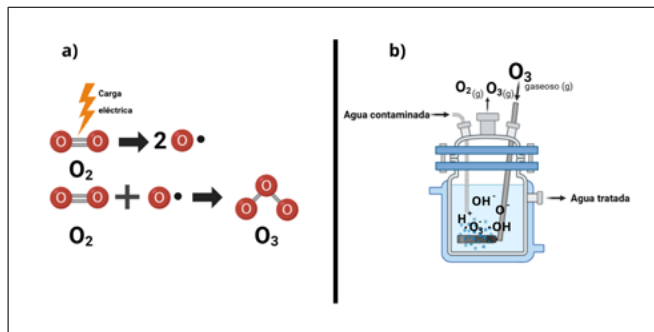 a)
Carga
eléctrica
O O
2 O •
O2
O O + O •
O
O O
O2
O3
b)
O3
gaseoso (g)
O2 (g) O3(g)
Agua contaminada
OH-
O-
H+
·O3- ·OH
Agua tratada